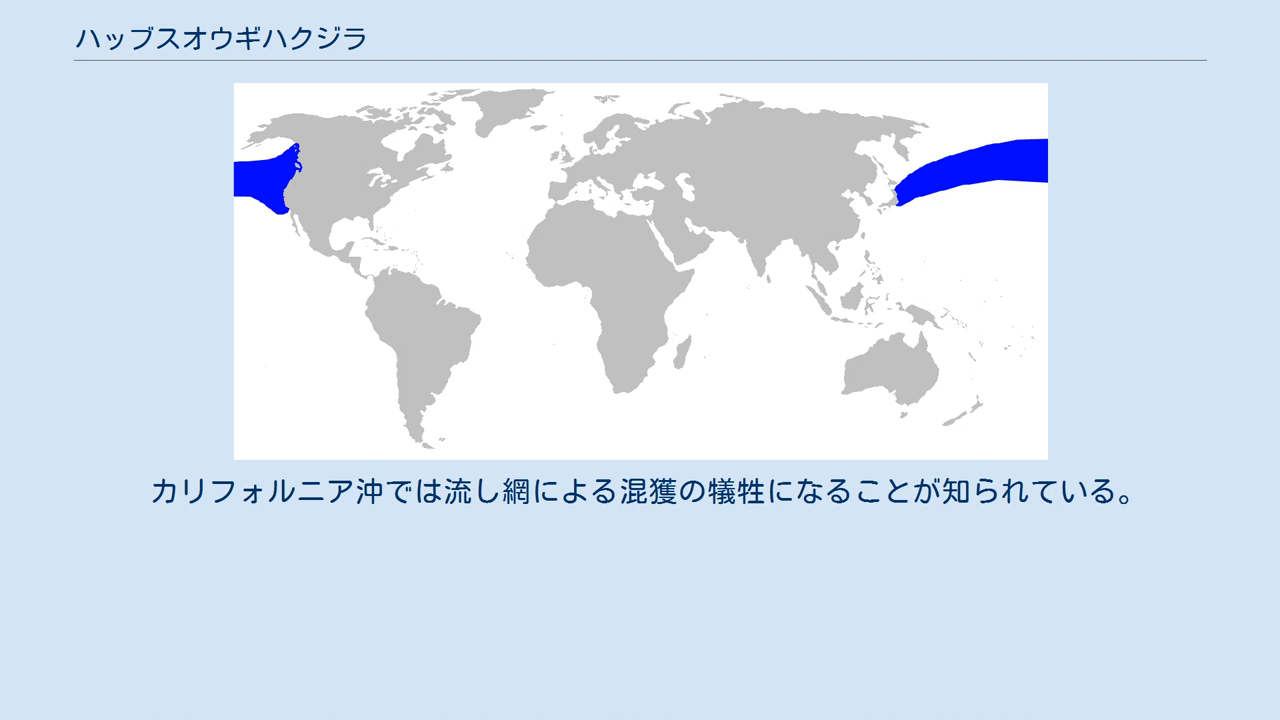 ハッブスオウギハクジラ
カリフォルニア沖では流し網による混獲の犠牲になることが知られている。